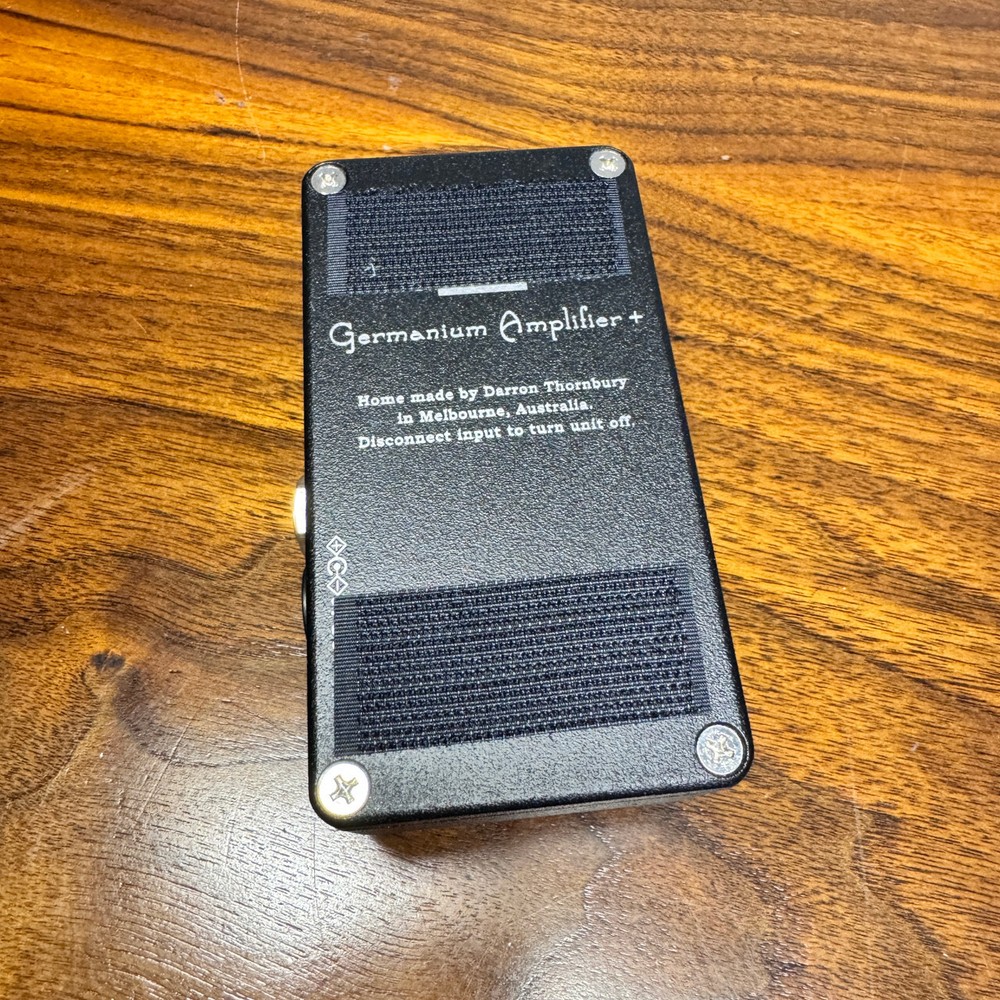 Germanium Amplifier +
Home made by Darron Thornbury
in Melbourne, Australia.
Disconnect input to turn unit off.